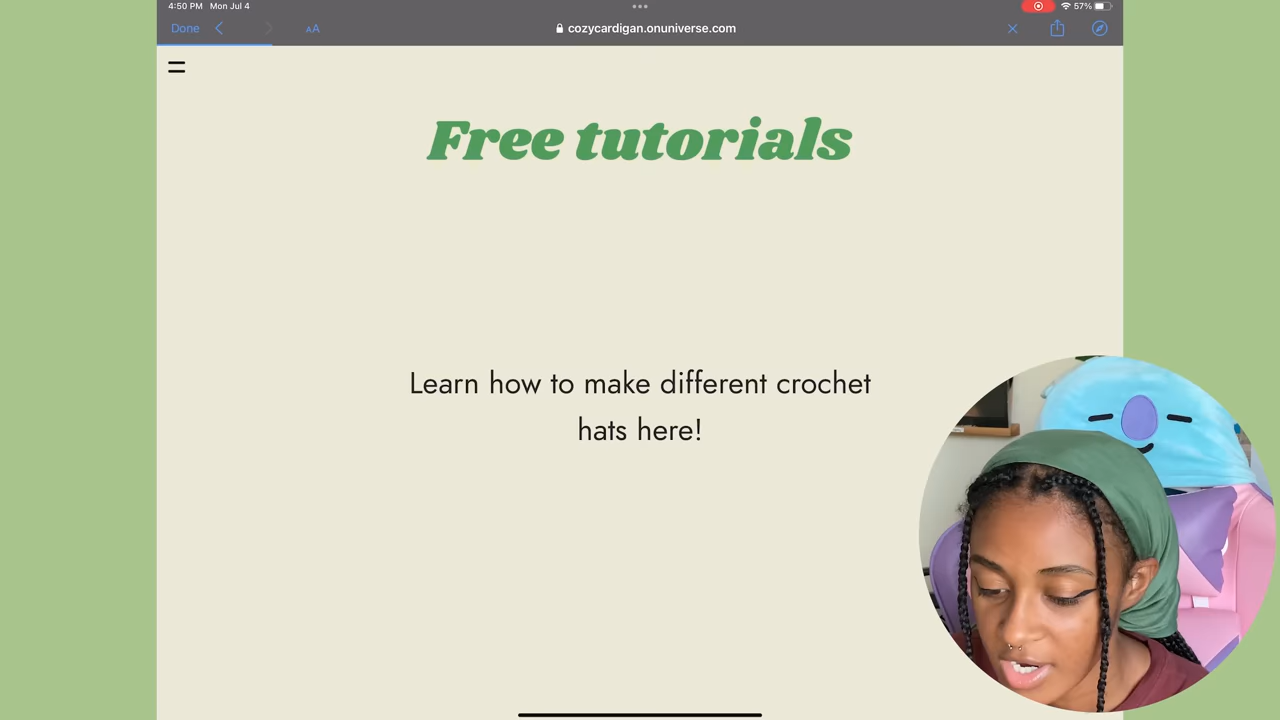 4:50 PM Mon Jul 4
57%
Done
AA
cozycardigan.onuniverse.com
Free tutorials
Learn how to make different crochet
hats here!